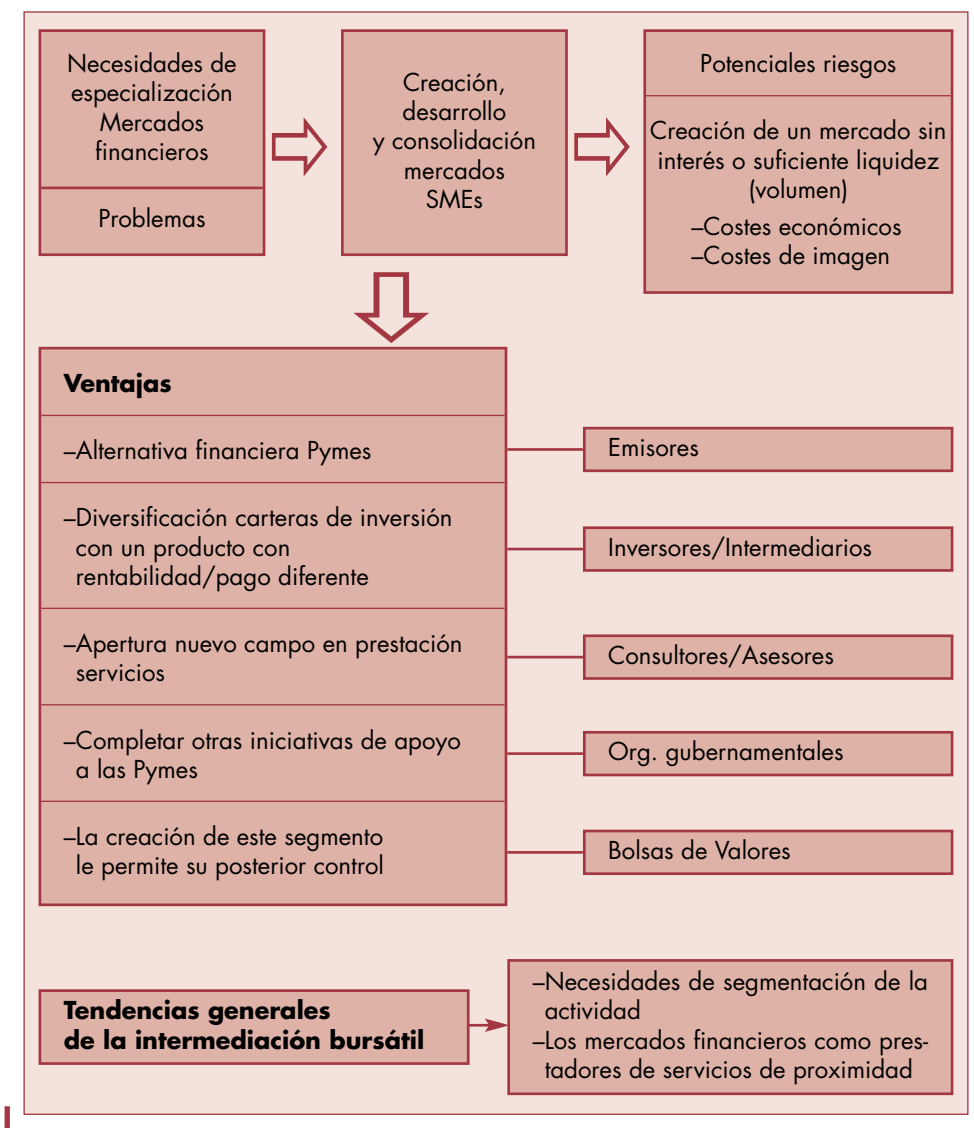 Necesidades de
especialización
Mercados
financieros
Problemas
Creación,
desarrollo
y consolidación
mercados
SMEs
Potenciales riesgos
Creación de un mercado sin
interés o suficiente liquidez
(volumen)
–Costes económicos
–Costes de imagen
Ventajas
–Alternativa financiera Pymes
Emisores
–Diversificación carteras de inversión
con un producto con
rentabilidad/pago diferente
Inversores/Intermediarios
–Apertura nuevo campo en prestación
servicios
Consultores/Asesores
–Completar otras iniciativas de apoyo
a las Pymes
Org. gubernamentales
–La creación de este segmento
le permite su posterior control
Bolsas de Valores
Tendencias generales
de la intermediación bursátil
–Necesidades de segmentación de la
actividad
–Los mercados financieros como pres-
tadores de servicios de proximidad